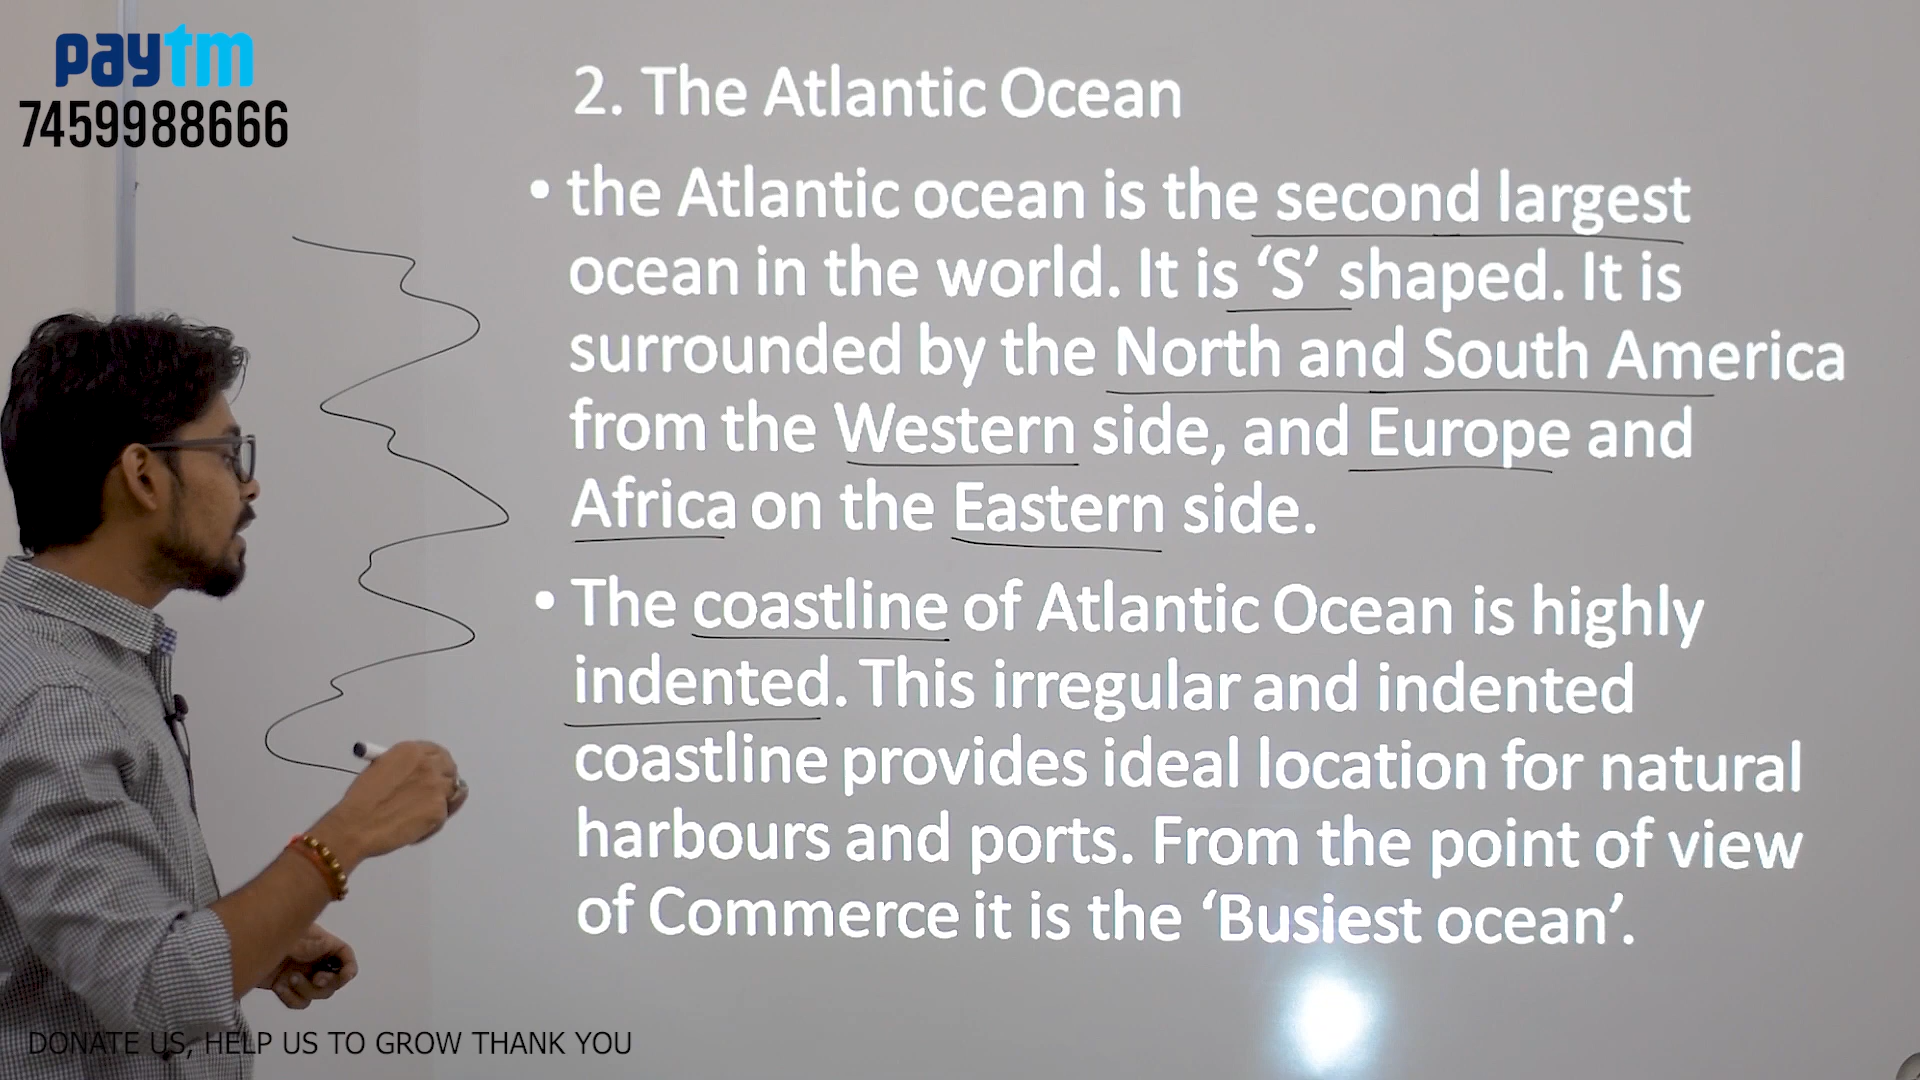 paytm
7459988666
2. The Atlantic Ocean
• the Atlantic ocean is the second largest
ocean in the world. It is ‘S’ shaped. It is
surrounded by the North and South America
from the Western side, and Europe and
Africa on the Eastern side.
• The coastline of Atlantic Ocean is highly
indented. This irregular and indented
coastline provides ideal location for natural
harbours and ports. From the point of view
of Commerce it is the ‘Busiest ocean’.
DONATE US, HELP US TO GROW THANK YOU